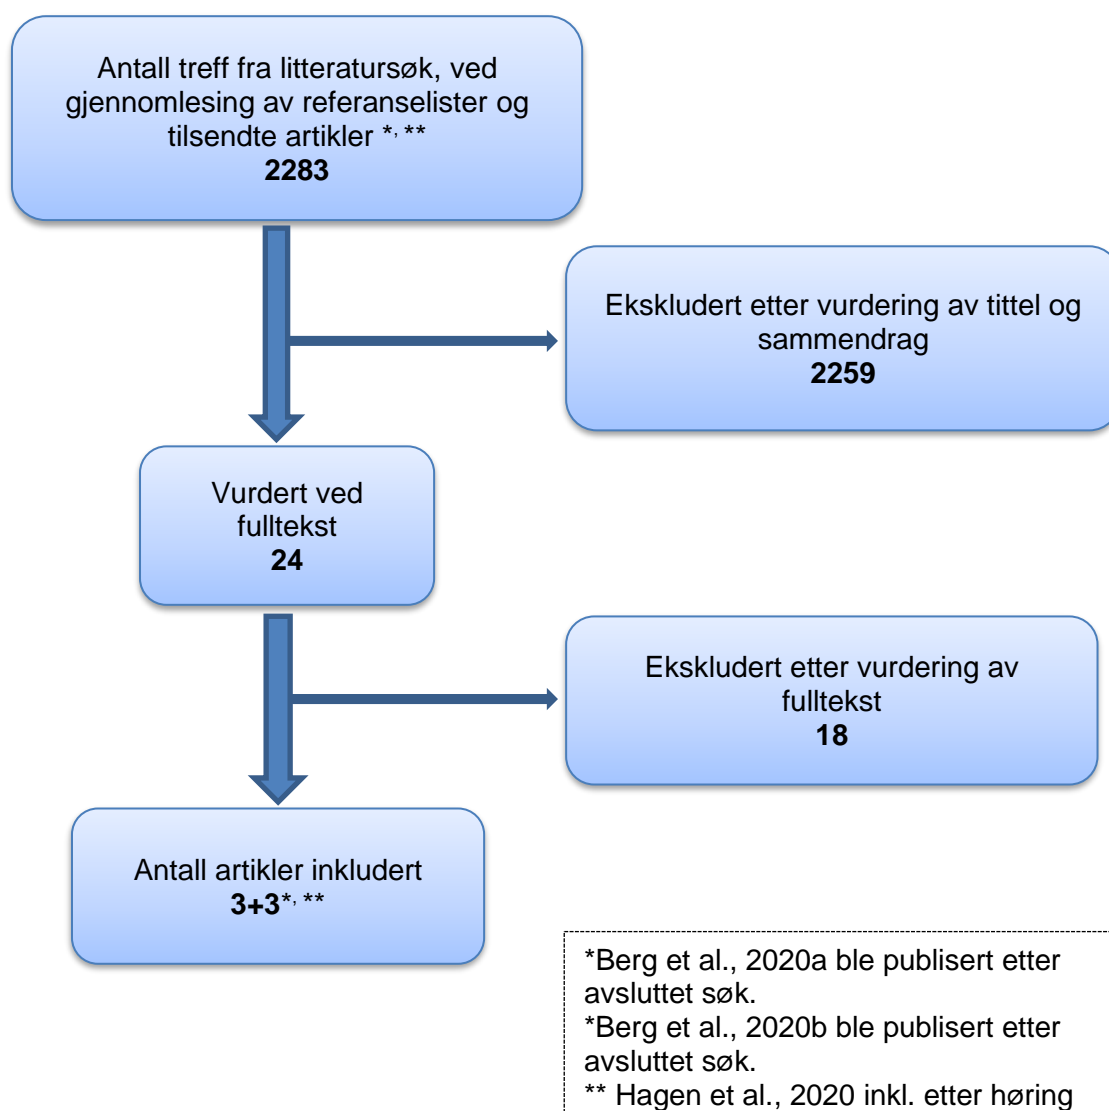 Antall treff fra litteratursøk, ved
gjennomlesing av referanselister og
tilsendte artikler *, **
2283
Ekskludert etter vurdering av tittel og
sammendrag
2259
Vurdert ved
fulltekst
24
Ekskludert etter vurdering av
fulltekst
18
Antall artikler inkludert
3+3*, **
*Berg et al., 2020a ble publisert etter
avsluttet søk.
*Berg et al., 2020b ble publisert etter
avsluttet søk.
** Hagen et al., 2020 inkl. etter høring